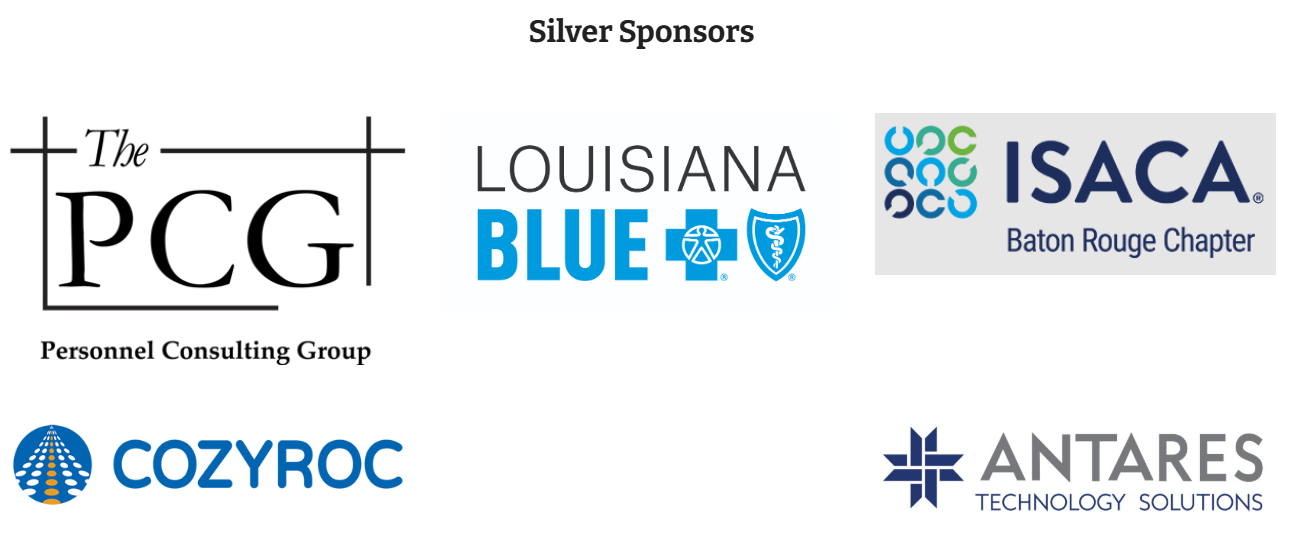 Silver Sponsors
The
PCG
Personnel Consulting Group
LOUISIANA
BLUE ® ®
ISACA®
Baton Rouge Chapter
COZYROC
ANTARES
TECHNOLOGY SOLUTIONS